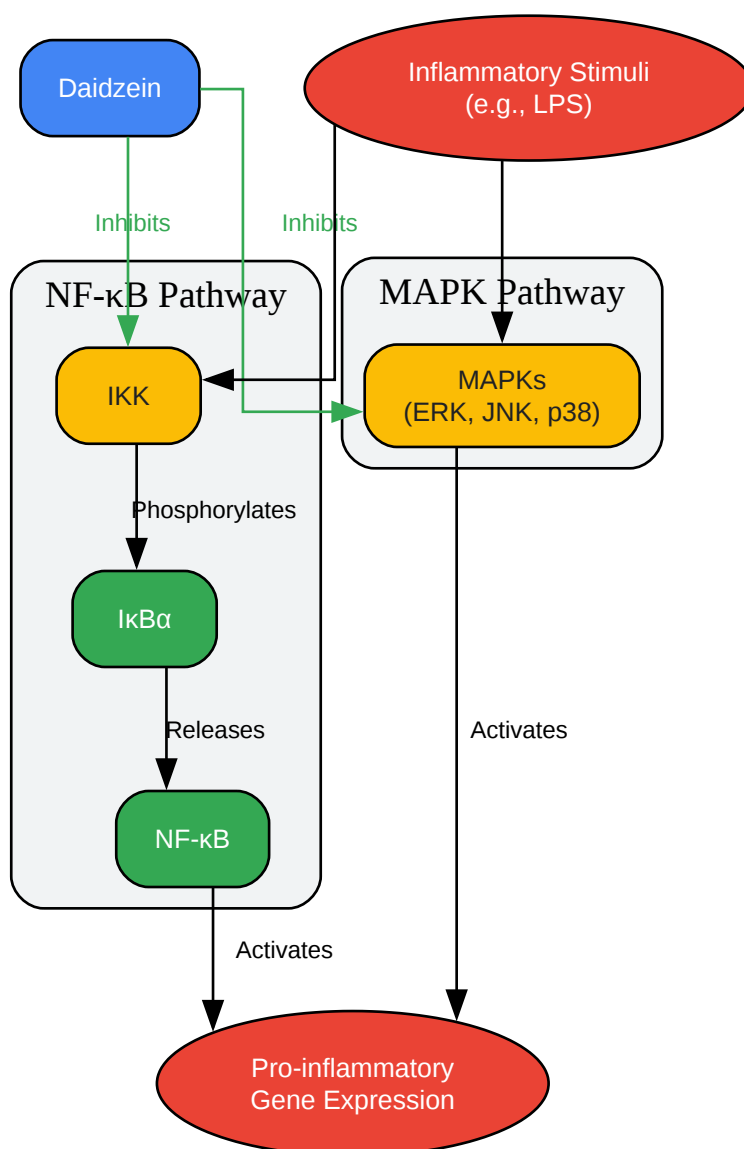 Daidzein
Inflammatory Stimuli
(e.g., LPS)
Inhibits
Inhibits
NF-κB Pathway
MAPK Pathway
IKK
MAPKs
(ERK, JNK, p38)
Phosphorylates
IκBα
Releases
Activates
NF-κB
Activates
Pro-inflammatory
Gene Expression